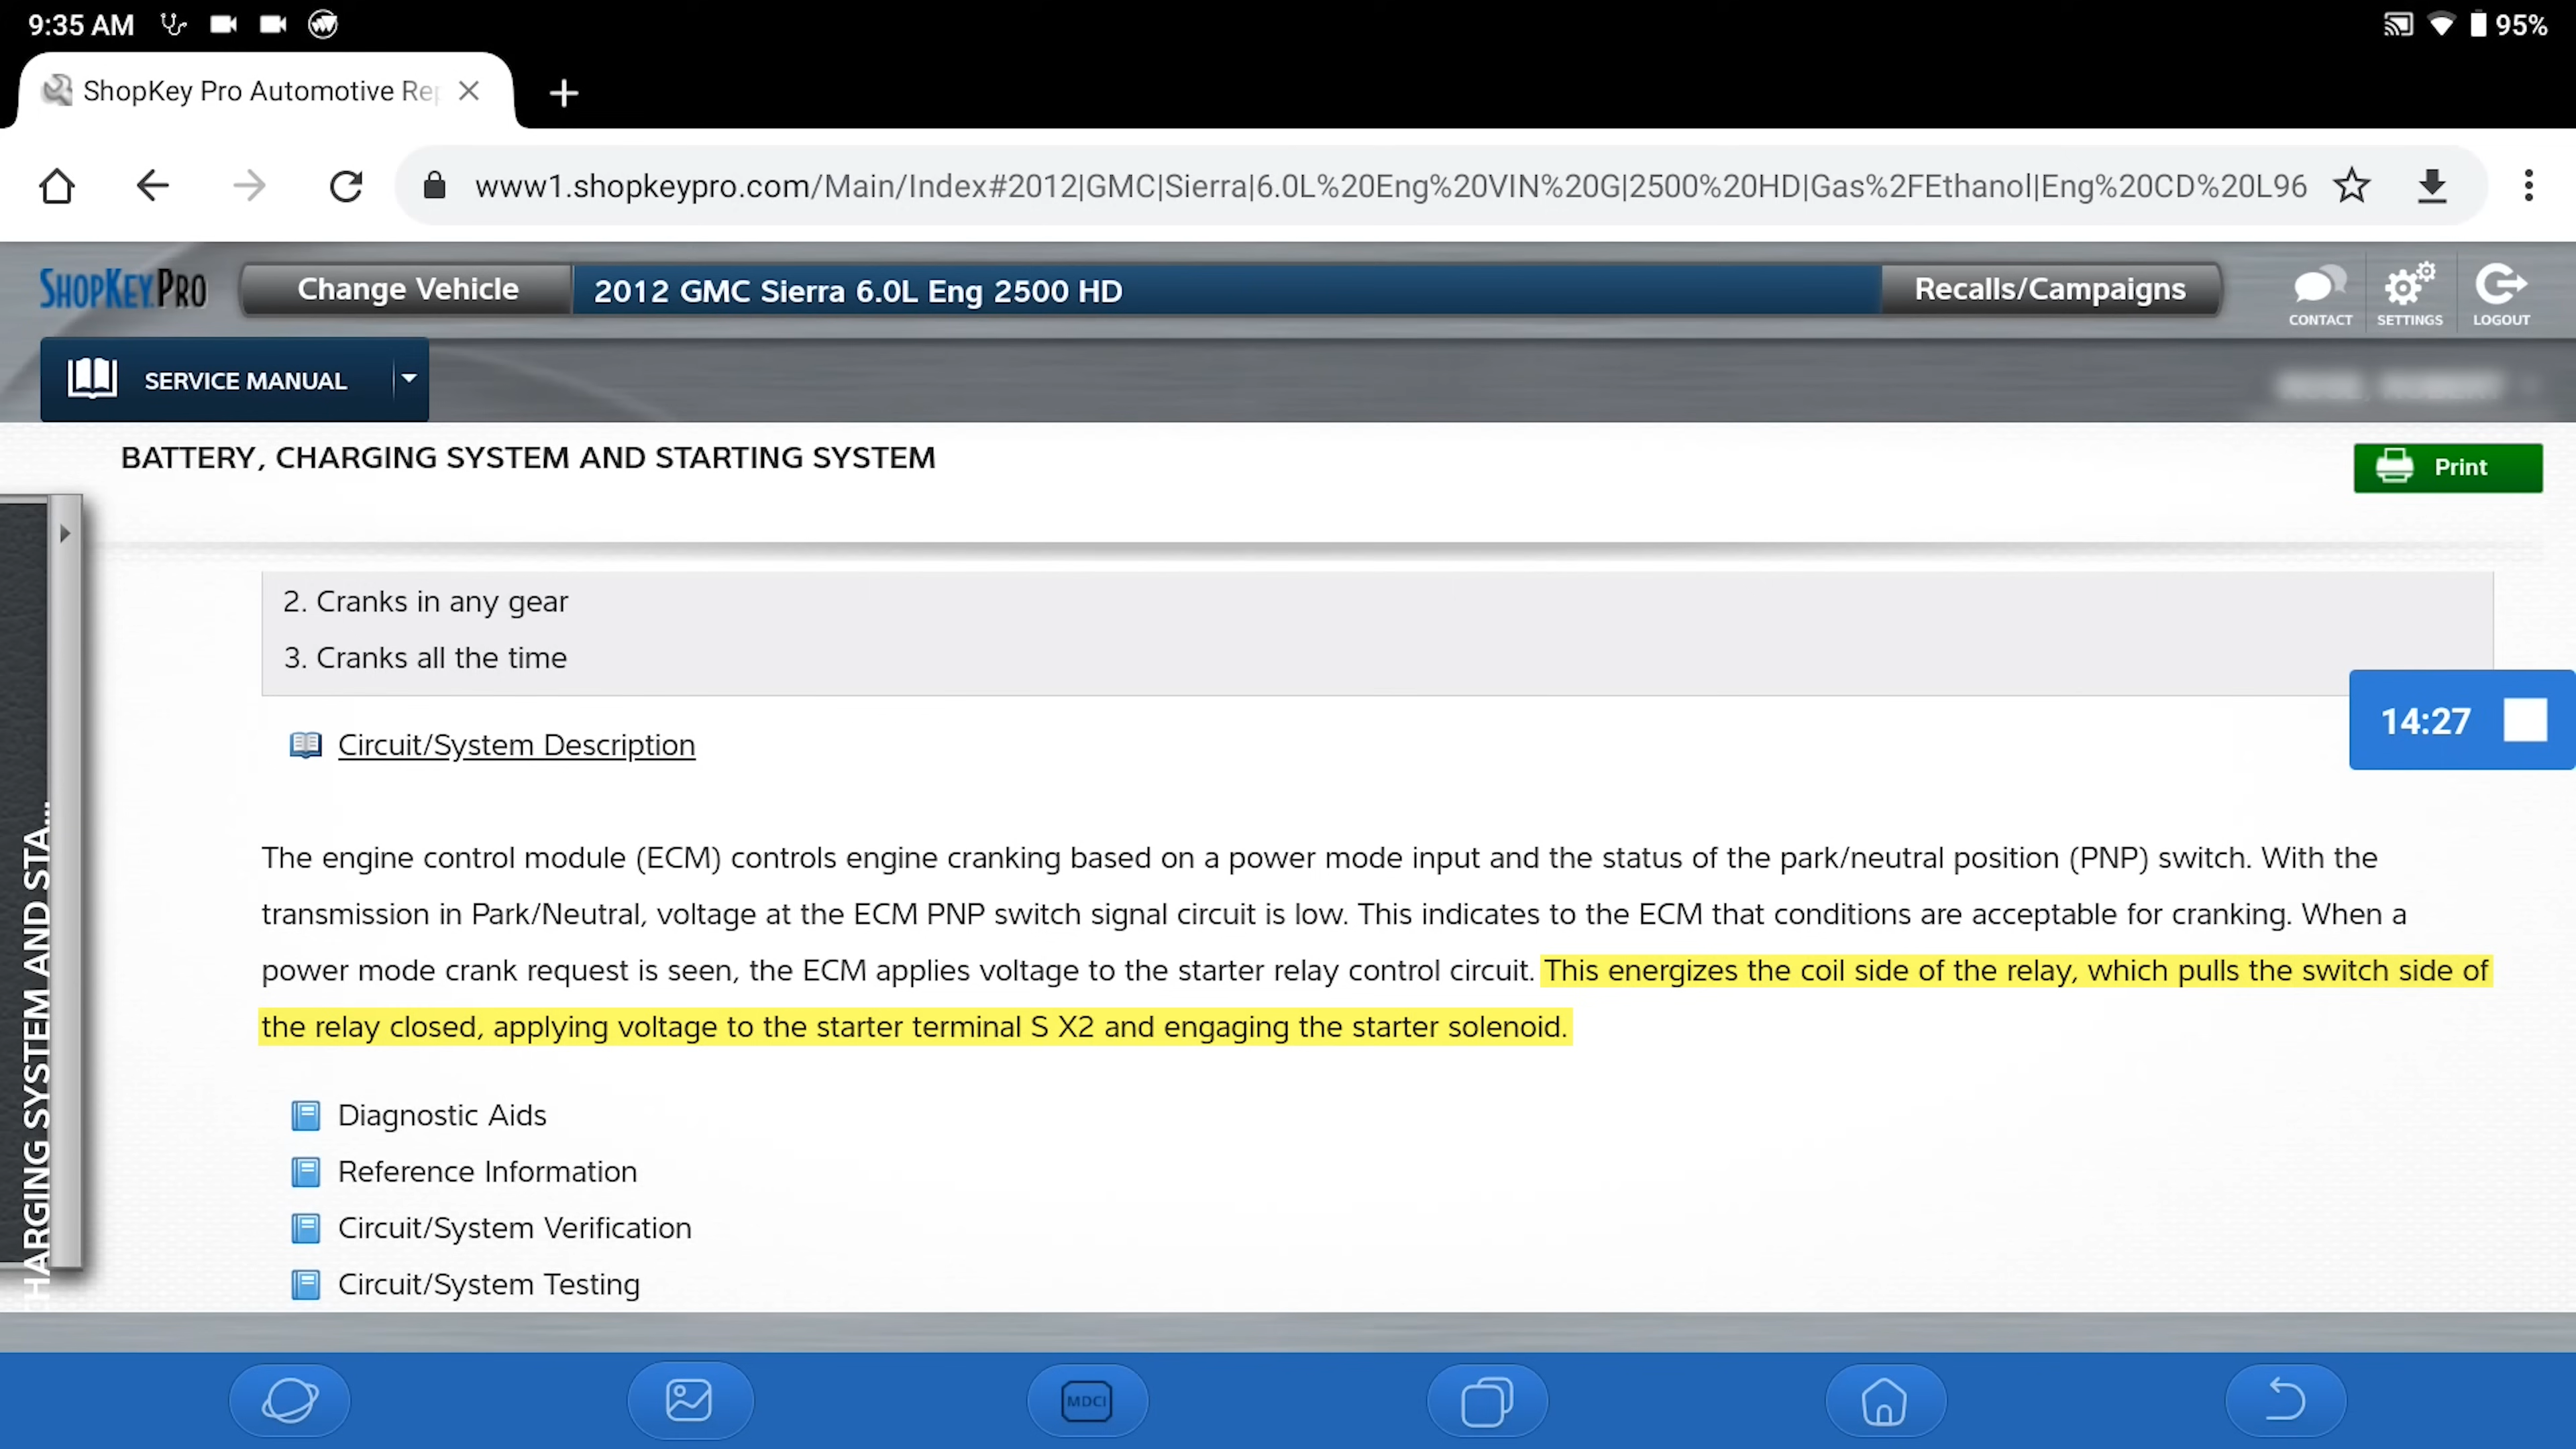 9:35 AM
95%
ShopKey Pro Automotive Rep
www1.shopkeypro.com/Main/Index#2012|GMC|Sierra|6.0L%20Eng%20VIN%20G|2500%20HD|Gas%2FEthanol|Eng%20CD%20L96
SHOPKEY PRO
Change Vehicle
2012 GMC Sierra 6.0L Eng 2500 HD
Recalls/Campaigns
CONTACT
SETTINGS
LOGOUT
SERVICE MANUAL
BATTERY, CHARGING SYSTEM AND STARTING SYSTEM
Print
2. Cranks in any gear
3. Cranks all the time
14:27
Circuit/System Description
The engine control module (ECM) controls engine cranking based on a power mode input and the status of the park/neutral position (PNP) switch. With the
transmission in Park/Neutral, voltage at the ECM PNP switch signal circuit is low. This indicates to the ECM that conditions are acceptable for cranking. When a
power mode crank request is seen, the ECM applies voltage to the starter relay control circuit. This energizes the coil side of the relay, which pulls the switch side of
the relay closed, applying voltage to the starter terminal S X2 and engaging the starter solenoid.
Diagnostic Aids
Reference Information
Circuit/System Verification
Circuit/System Testing
HARGING SYSTEM AND STA...
MDCI